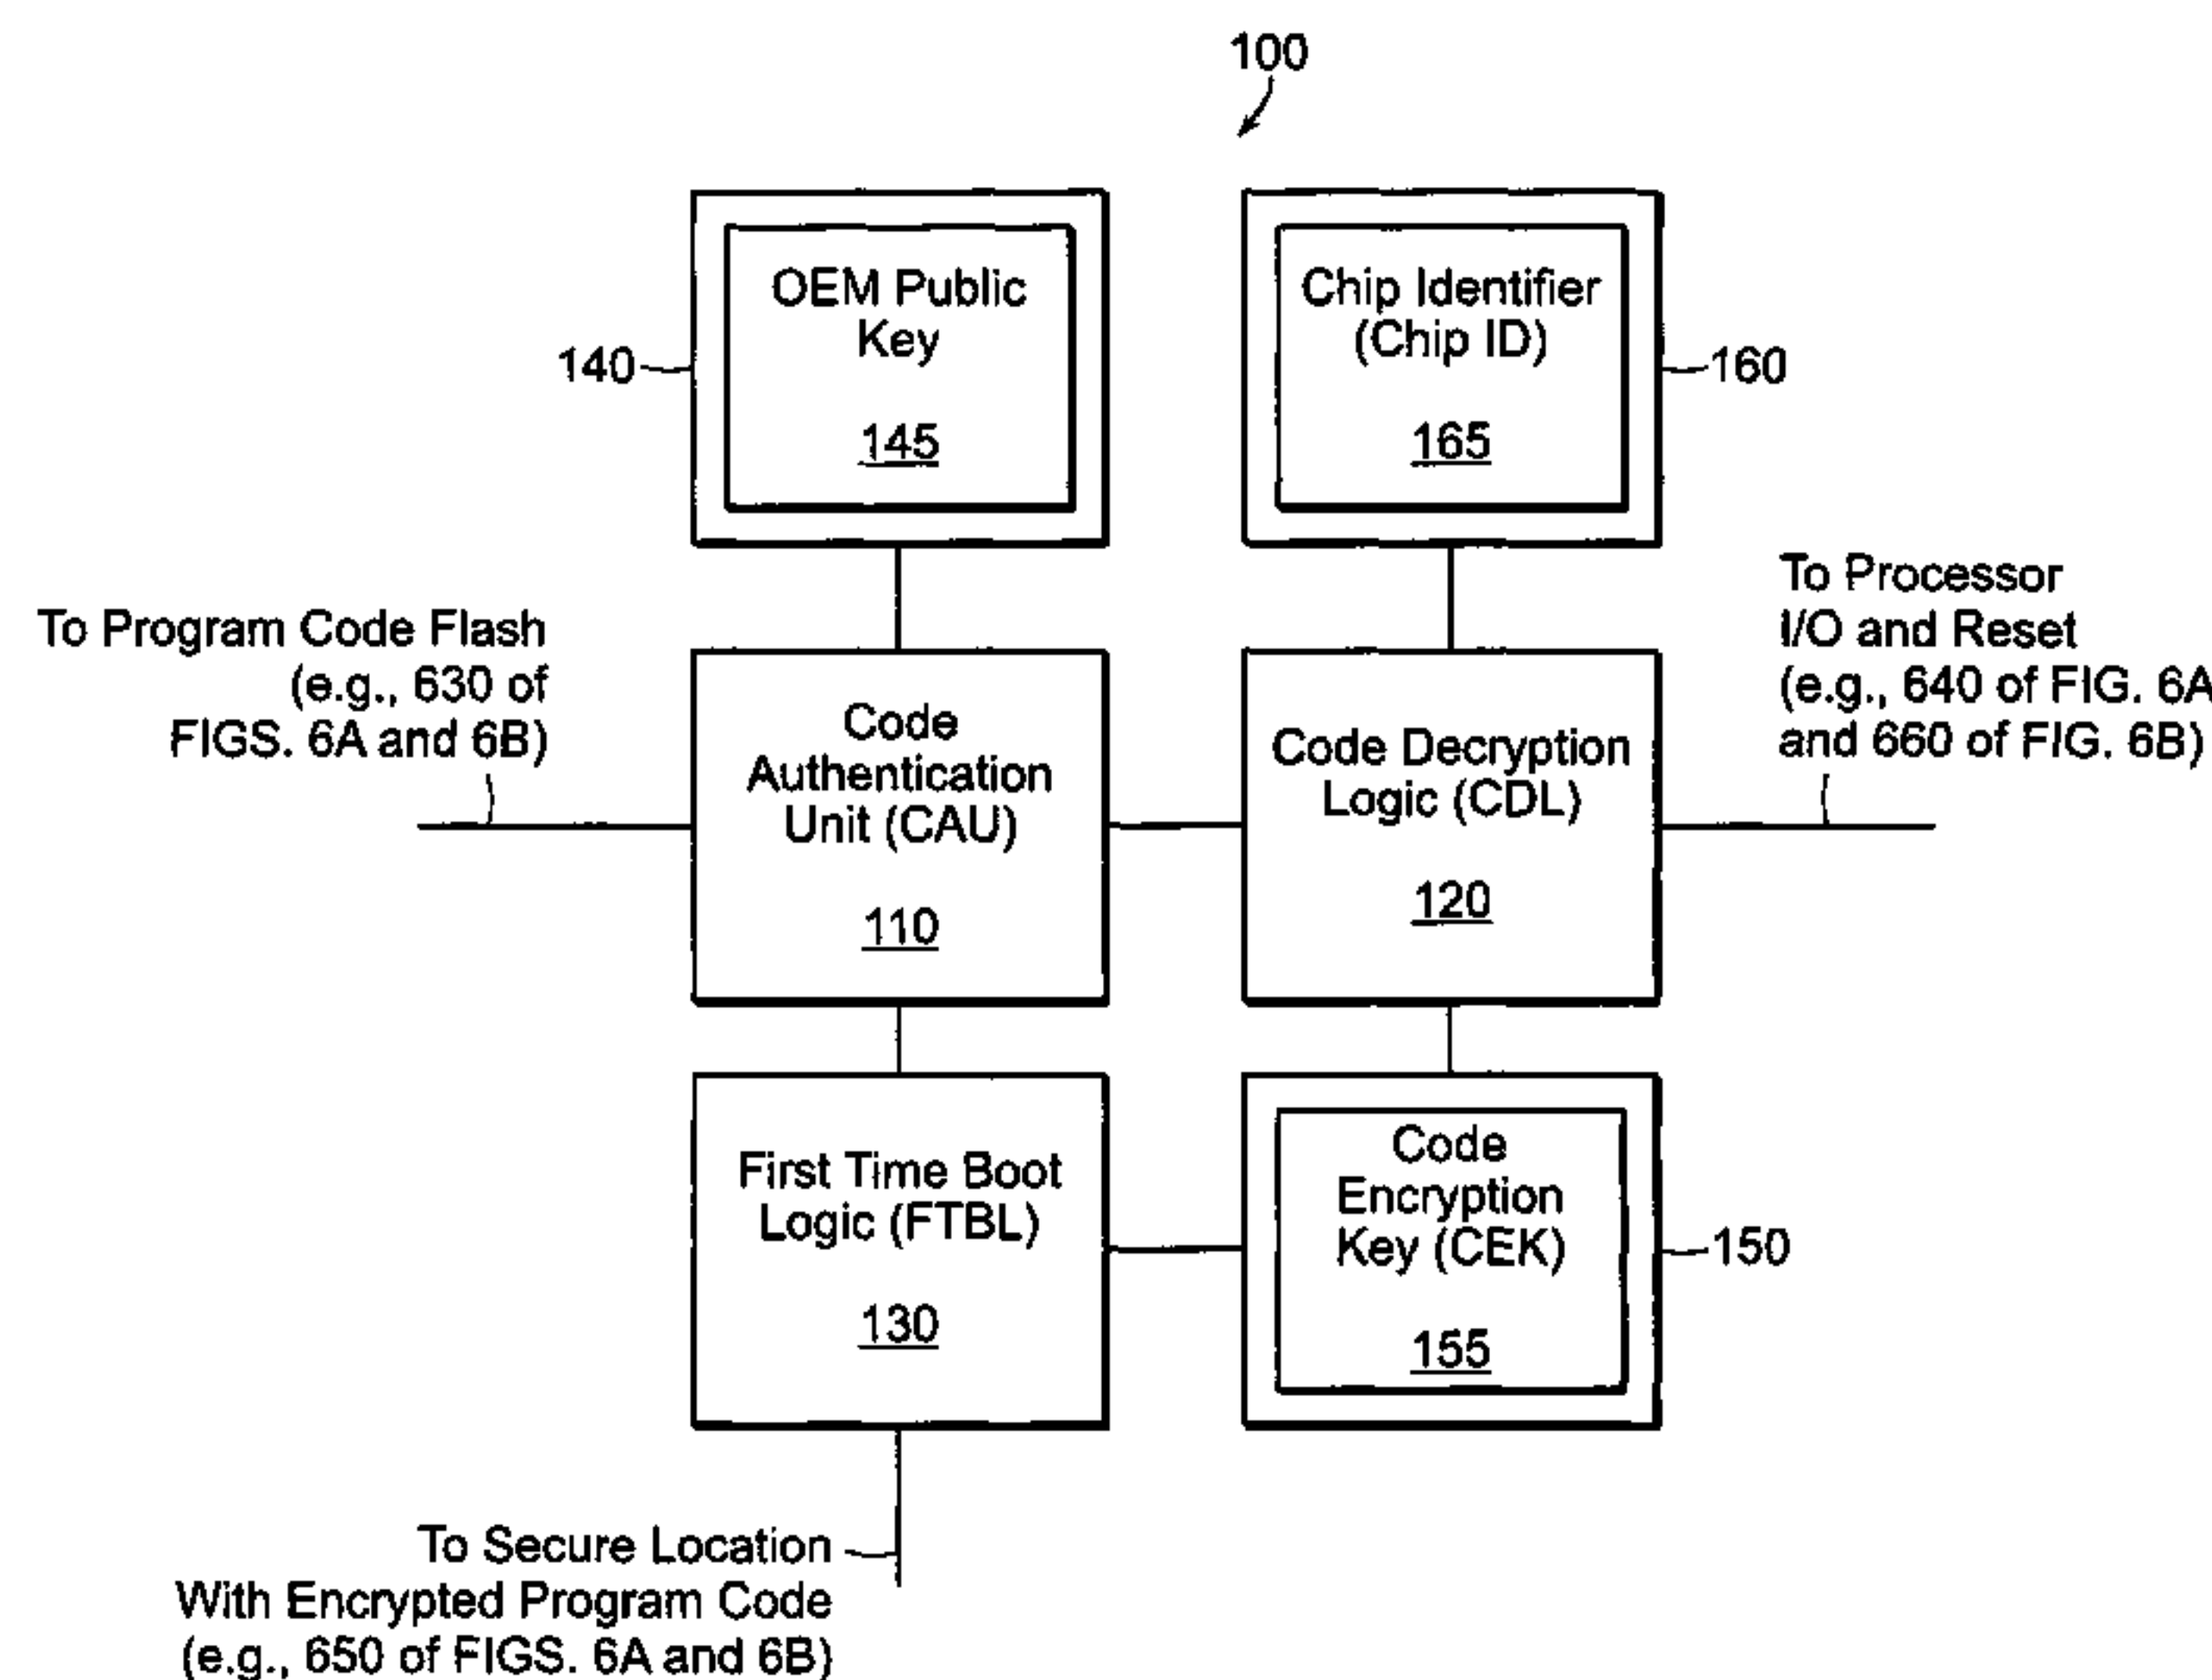 100
OEM Public
Key
145
140
Chip Identifier
(Chip ID)
165
160
To Program Code Flash
(e.g., 630 of
FIGS. 6A and 6B)
Code
Authentication
Unit (CAU)
110
Code Decryption
Logic (CDL)
120
To Processor
I/O and Reset
(e.g., 640 of FIG. 6A
and 660 of FIG. 6B)
First Time Boot
Logic (FTBL)
130
Code
Encryption
Key (CEK)
155
150
To Secure Location
With Encrypted Program Code
(e.g., 650 of FIGS. 6A and 6B)